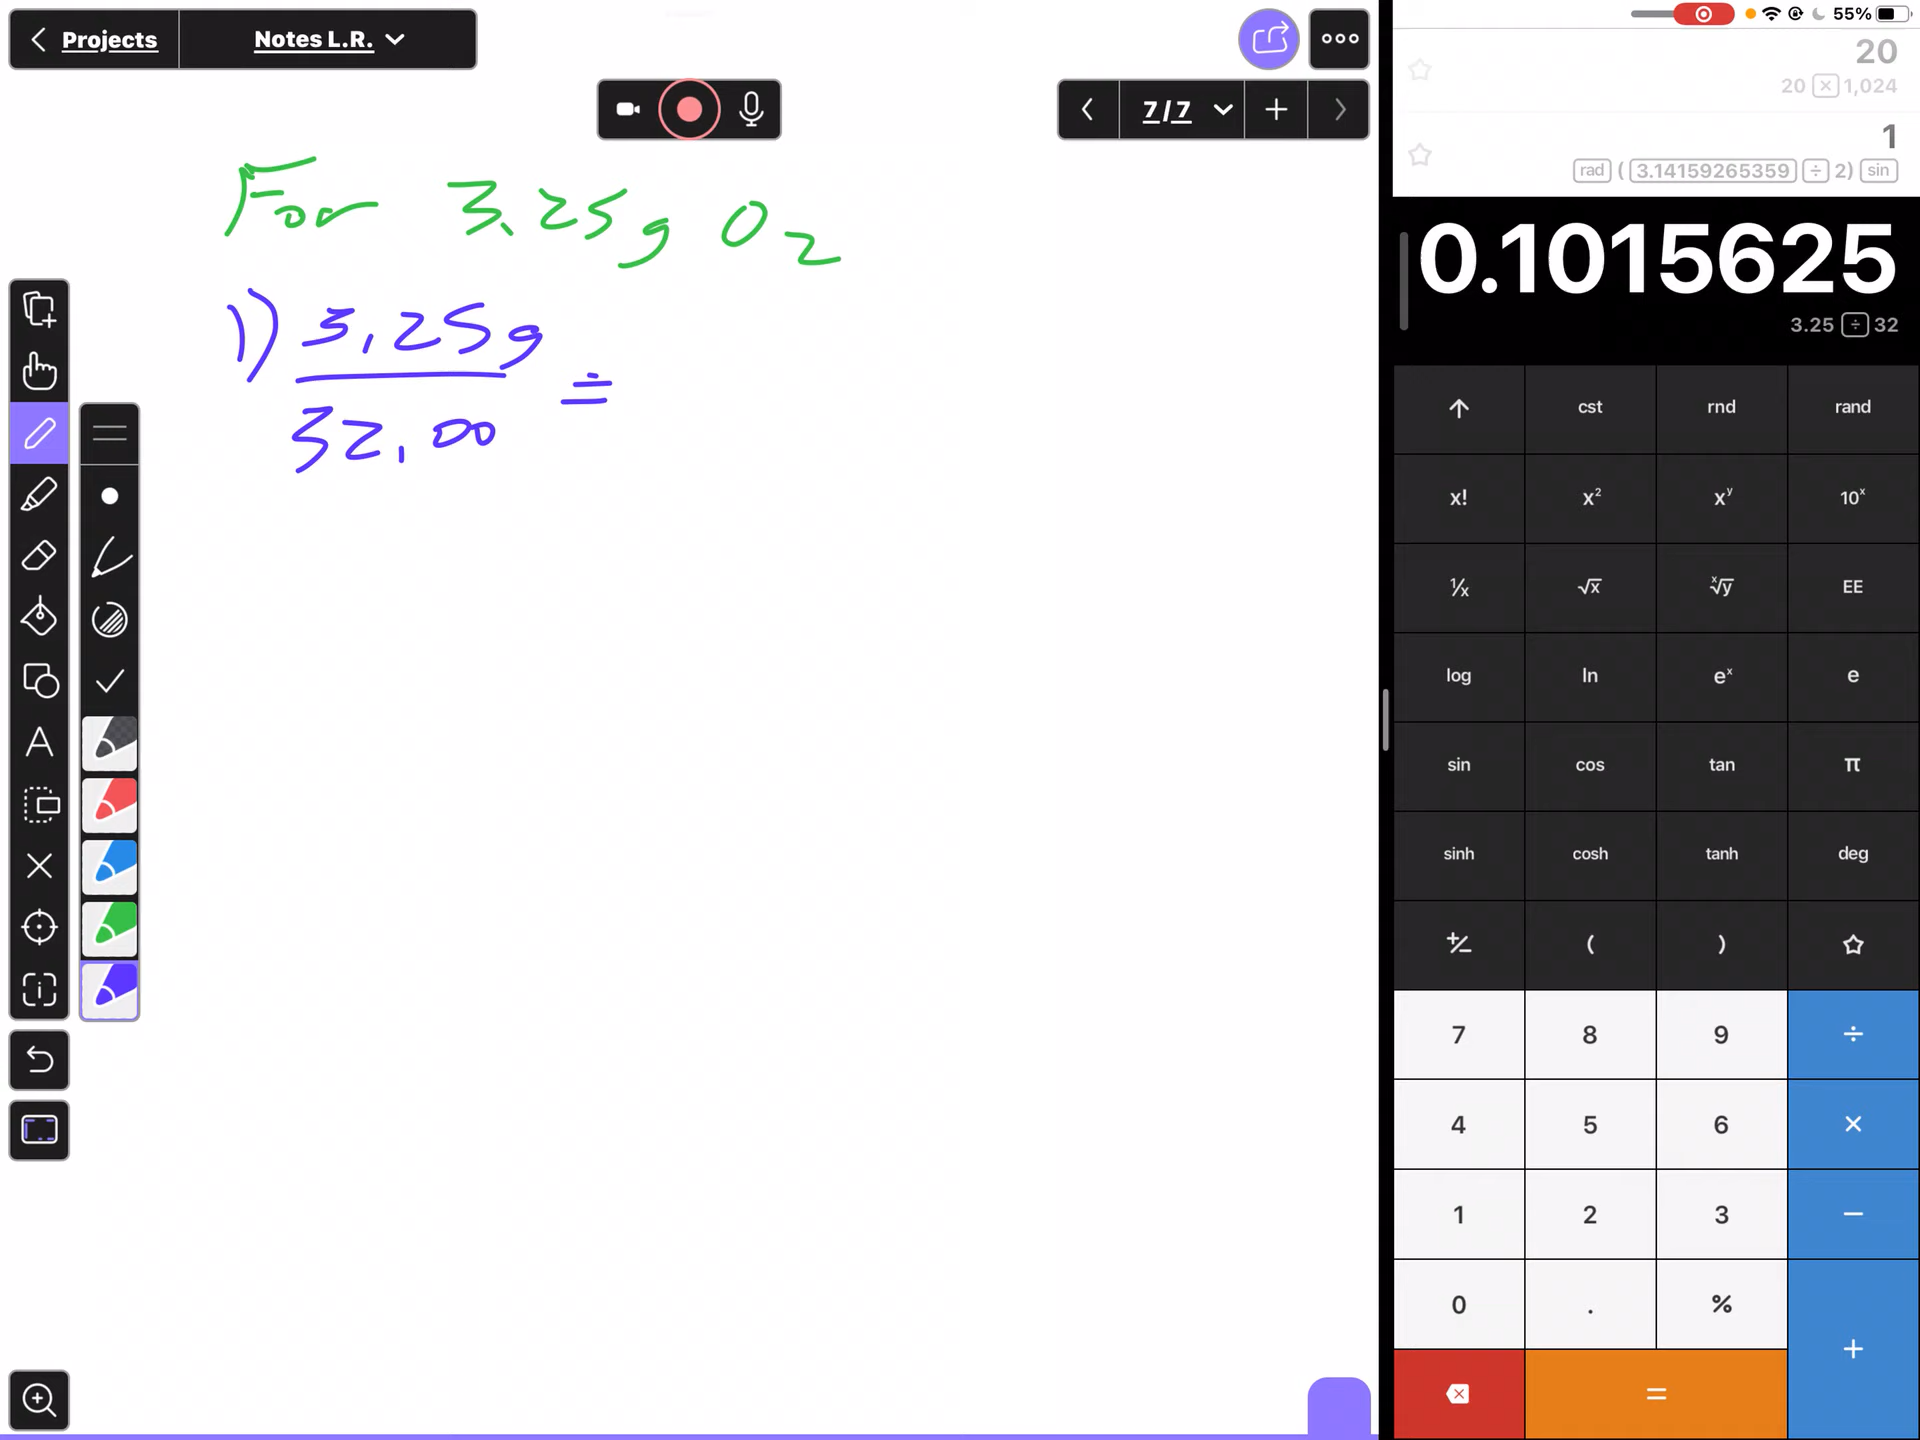 Projects
Notes L.R.
7/7
For 3.25g O2
1) 3.25g
32.00
=
55%
20
20 × 1,024
1
rad ( 3.14159265359 ÷ 2) sin
0.1015625
3.25 ÷ 32
cst rnd rand
x! x² xʸ 10ˣ
¹/x √x ˣ√y EE
log ln eˣ e
sin cos tan π
sinh cosh tanh deg
+/− ( )
7 8 9 ÷
4 5 6 ×
1 2 3 −
0 . % +
=